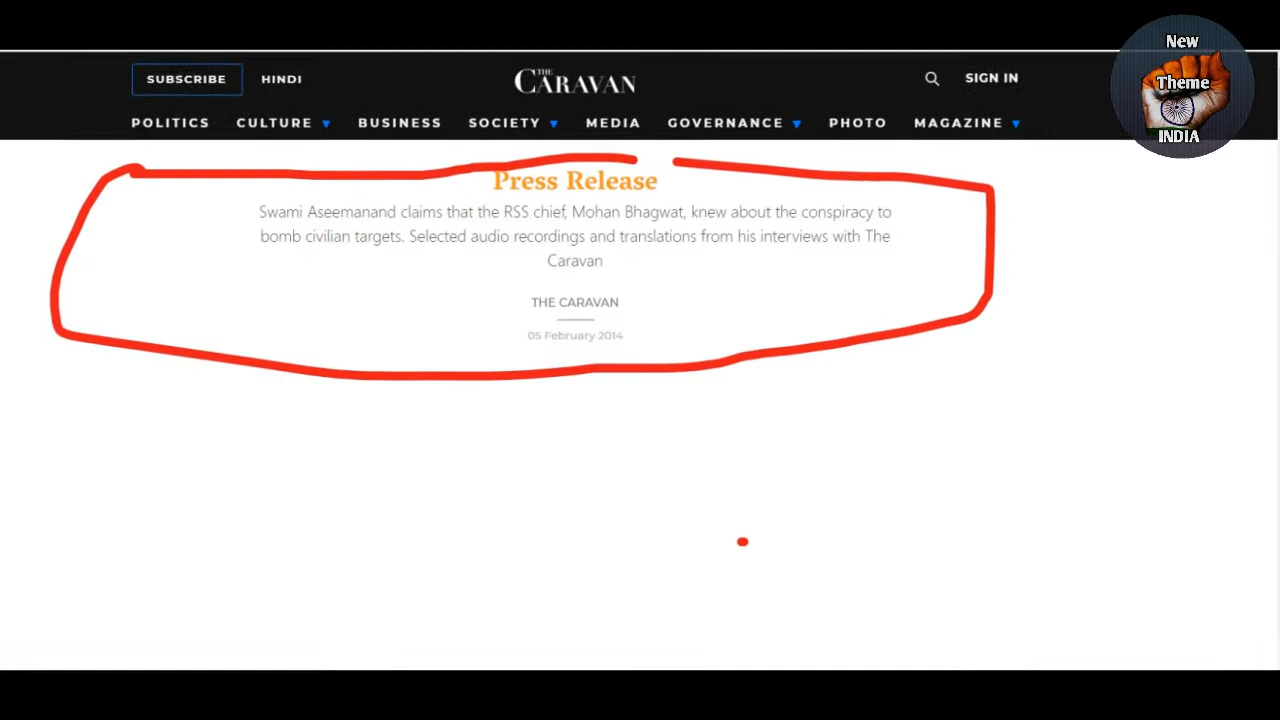 SUBSCRIBE HINDI THE CARAVAN SIGN IN
POLITICS CULTURE BUSINESS SOCIETY MEDIA GOVERNANCE PHOTO MAGAZINE
New
Theme
INDIA
Press Release
Swami Aseemanand claims that the RSS chief, Mohan Bhagwat, knew about the conspiracy to
bomb civilian targets. Selected audio recordings and translations from his interviews with The
Caravan
THE CARAVAN
05 February 2014